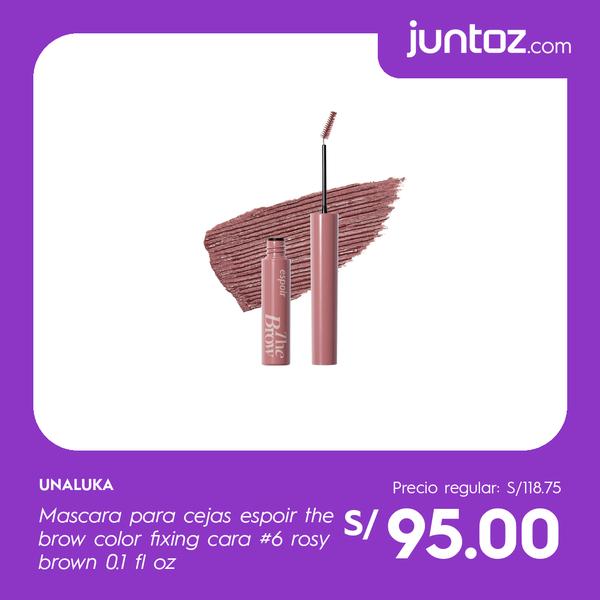 juntoz.com
espoir
The
Brow
UNALUKA
Mascara para cejas espoir the
brow color fixing cara #6 rosy
brown 0.1 fl oz
Precio regular: S/118.75
S/ 95.00